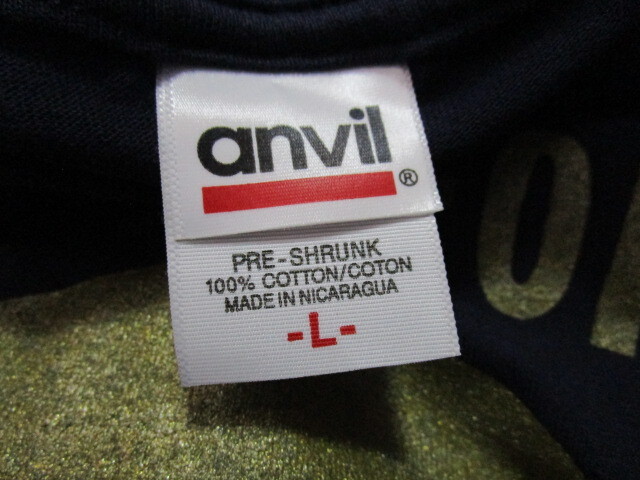 anvil®
PRE-SHRUNK
100% COTTON/COTON
MADE IN NICARAGUA
-L-